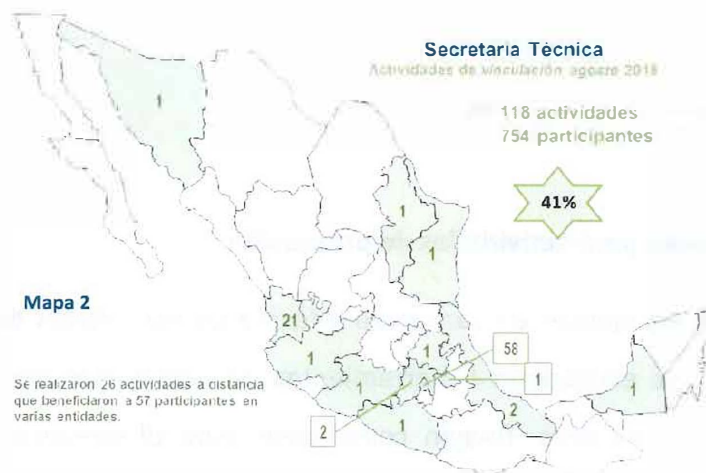 Secretaría Técnica
Actividades de vinculación agosto 2018
118 actividades
754 participantes
41%
1
1
1
Mapa 2
21
1
1
1
58
1
1
2
2
1
Se realizaron 26 actividades a distancia
que beneficiaron a 57 participantes en
varias entidades.